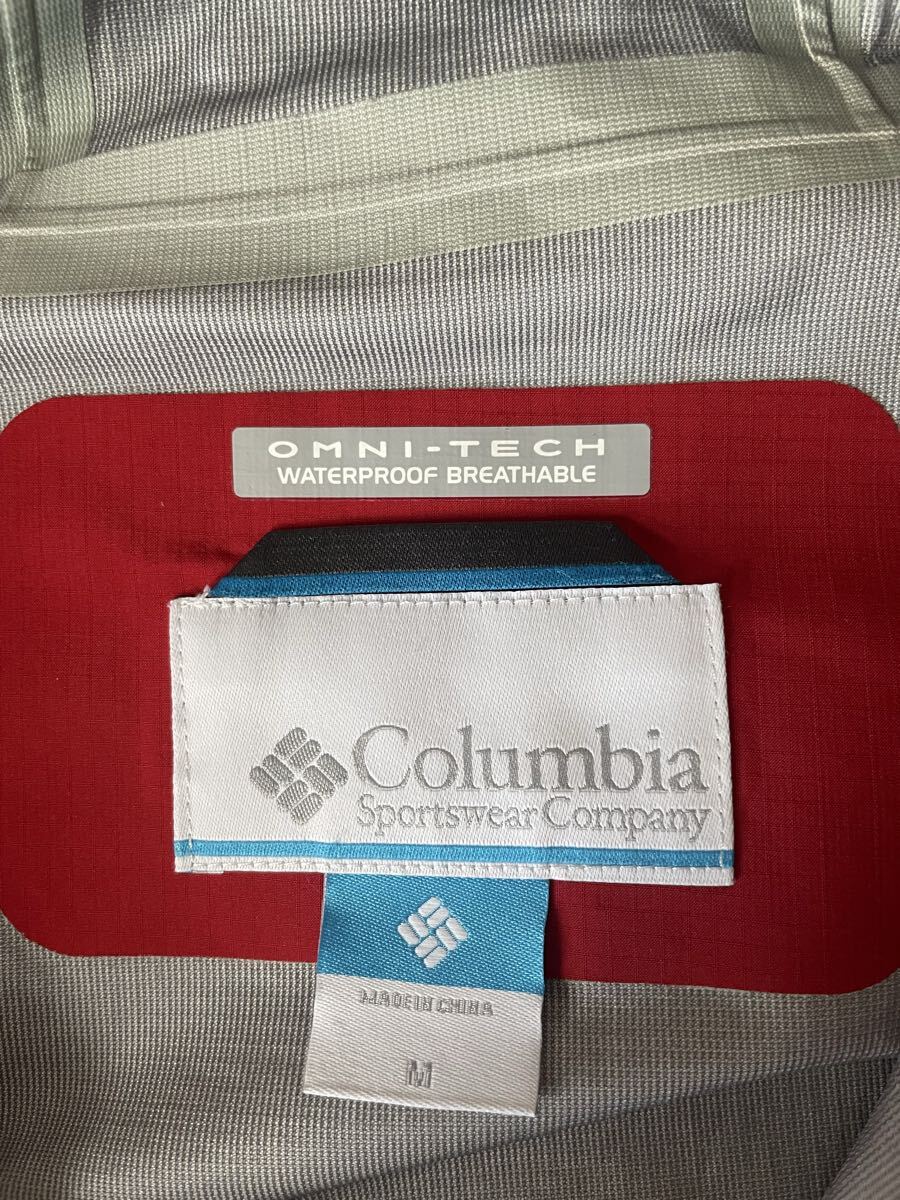 OMNI-TECH
WATERPROOF BREATHABLE
Columbia
Sportswear Company
MADE IN CHINA
M